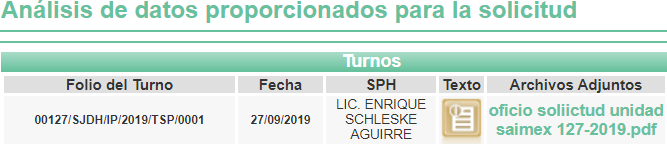 Análisis de datos proporcionados para la solicitud
Turnos
Folio del Turno Fecha SPH Texto Archivos Adjuntos
00127/SJDH/IP/2019/TSP/0001 27/09/2019 LIC. ENRIQUE SCHLESKE AGUIRRE oficio soliictud unidad saimex 127-2019.pdf